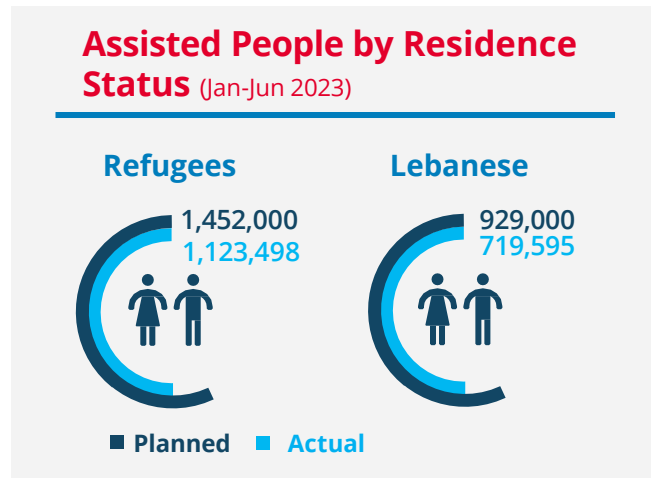 Assisted People by Residence
Status (Jan-Jun 2023)
Refugees
1,452,000
1,123,498
Lebanese
929,000
719,595
Planned
Actual